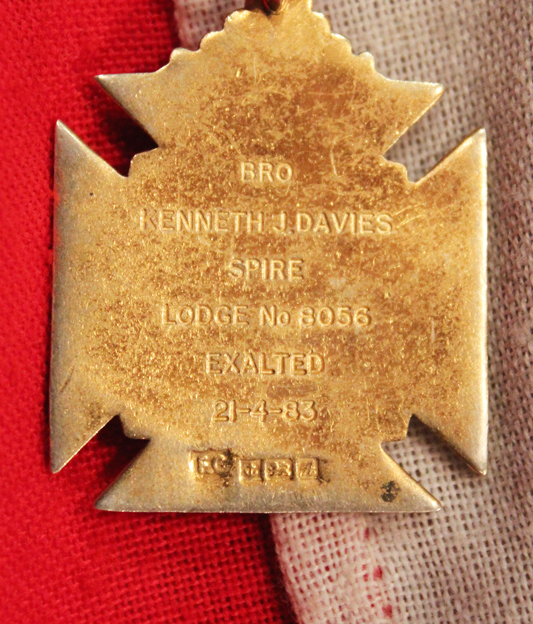 BRO
KENNETH J. DAVIES
SPIRE
LODGE No 8056
EXALTED
21-4-83